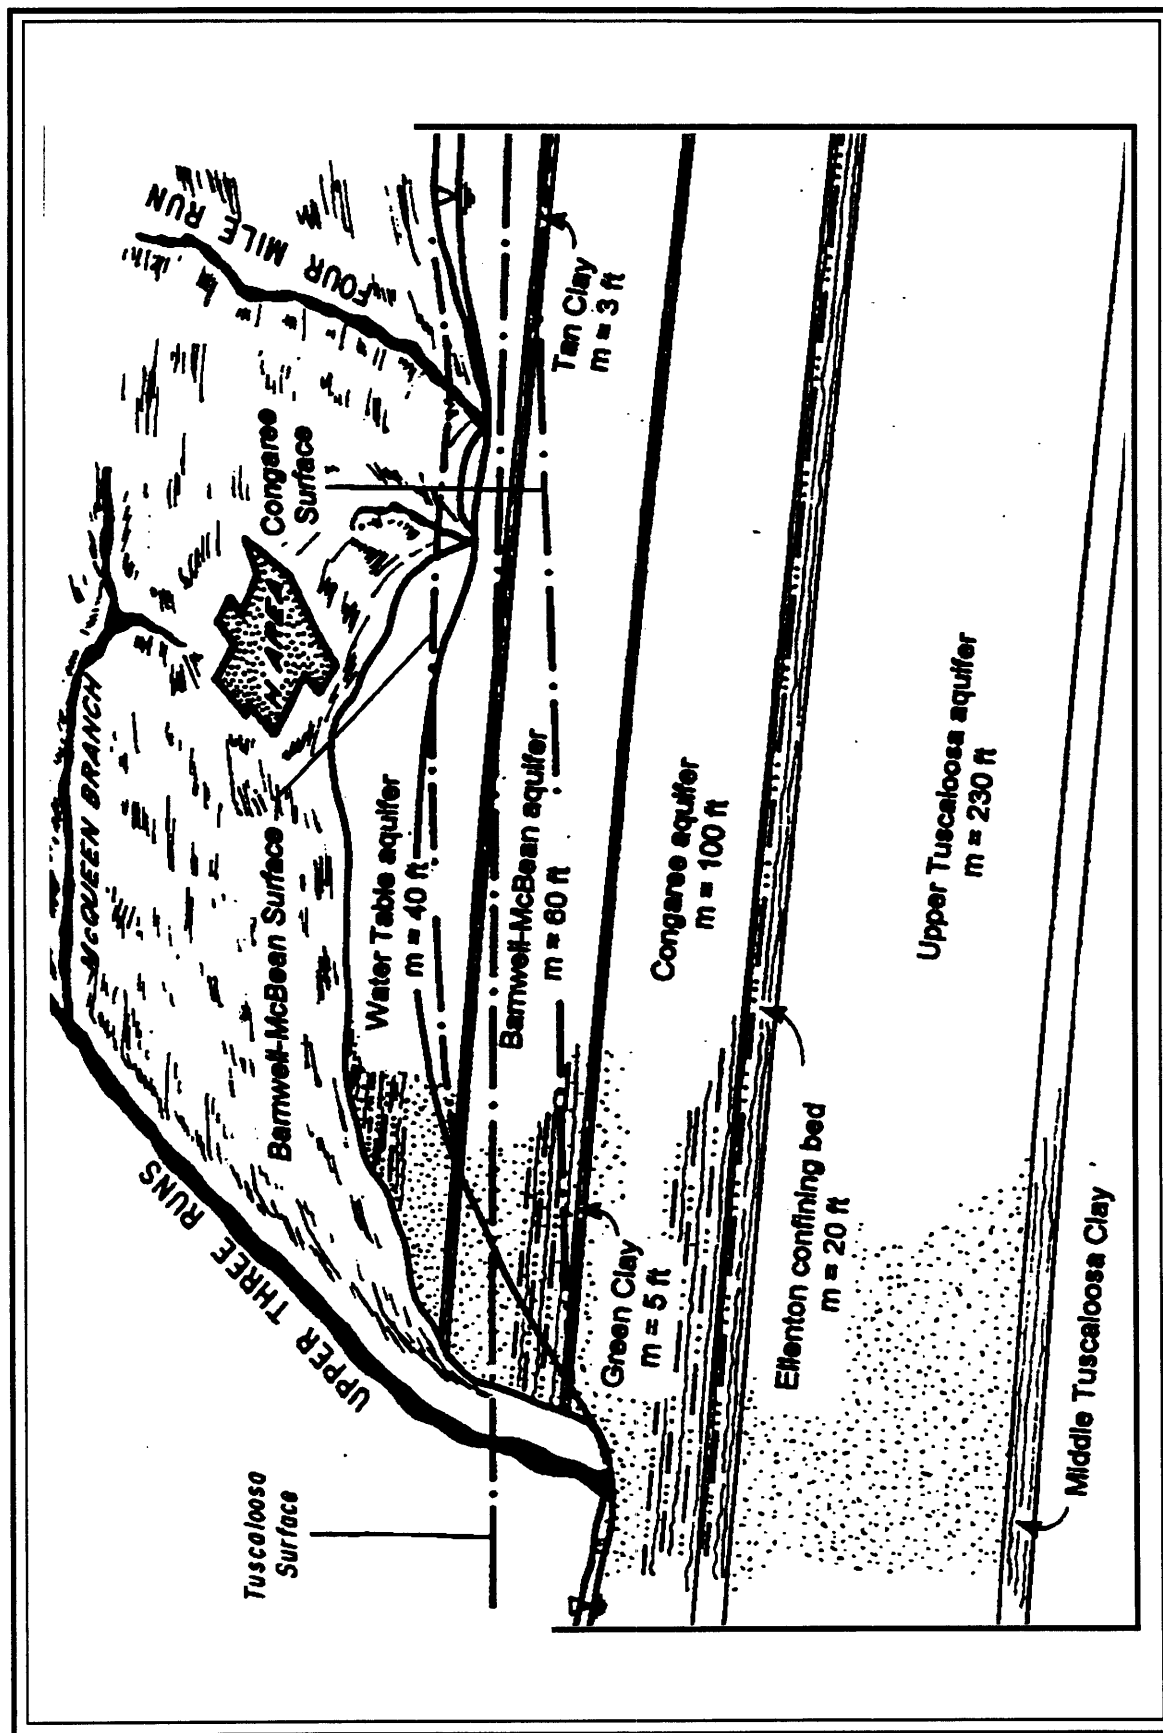 McQUEEN BRANCH
FOUR MILE RUN
UPPER THREE RUNS
H AREA
Tuscaloosa
Surface
Barnwell-McBean Surface
Congaree
Surface
Water Table aquifer
m = 40 ft
Barnwell-McBean aquifer
m = 60 ft
Tan Clay
m = 3 ft
Green Clay
m = 5 ft
Congaree aquifer
m = 100 ft
Ellenton confining bed
m = 20 ft
Upper Tuscaloosa aquifer
m = 230 ft
Middle Tuscaloosa Clay